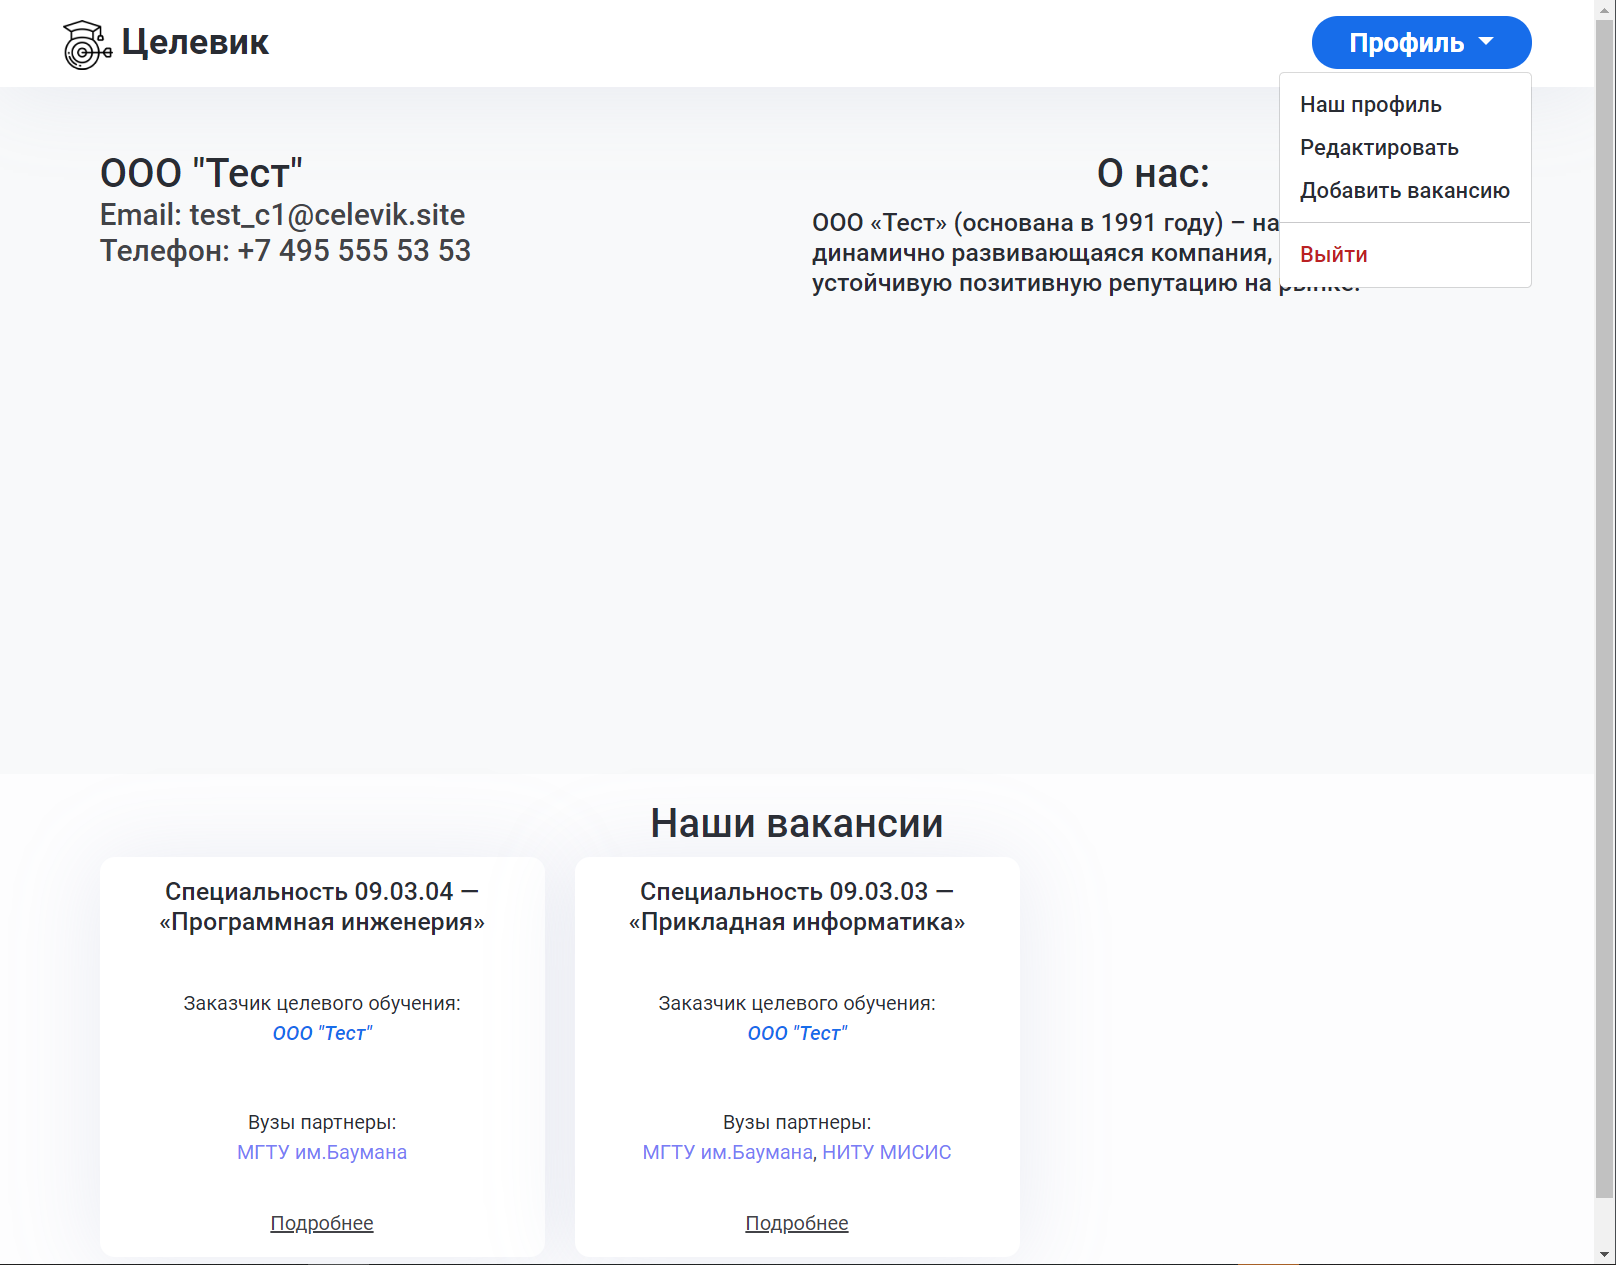 Целевик
Профиль
Наш профиль
Редактировать
Добавить вакансию
Выйти
ООО "Тест"
Email: test_c1@celevik.site
Телефон: +7 495 555 53 53
О нас:
ООО «Тест» (основана в 1991 году) – на
динамично развивающаяся компания,
устойчивую позитивную репутацию на рынке.
Наши вакансии
Специальность 09.03.04 —
«Программная инженерия»
Заказчик целевого обучения:
ООО "Тест"
Вузы партнеры:
МГТУ им.Баумана
Подробнее
Специальность 09.03.03 —
«Прикладная информатика»
Заказчик целевого обучения:
ООО "Тест"
Вузы партнеры:
МГТУ им.Баумана, НИТУ МИСИС
Подробнее